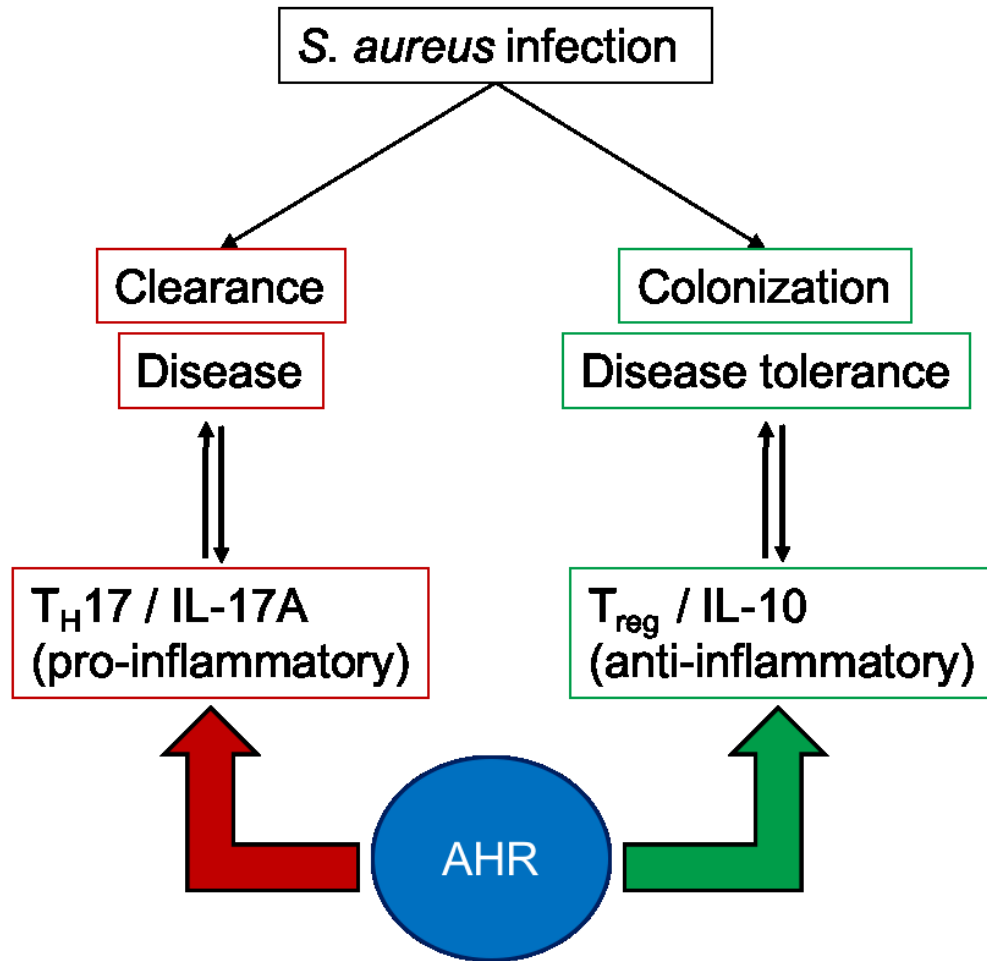 S. aureus infection
Clearance
Colonization
Disease
Disease tolerance
TH17 / IL-17A
(pro-inflammatory)
Treg / IL-10
(anti-inflammatory)
AHR